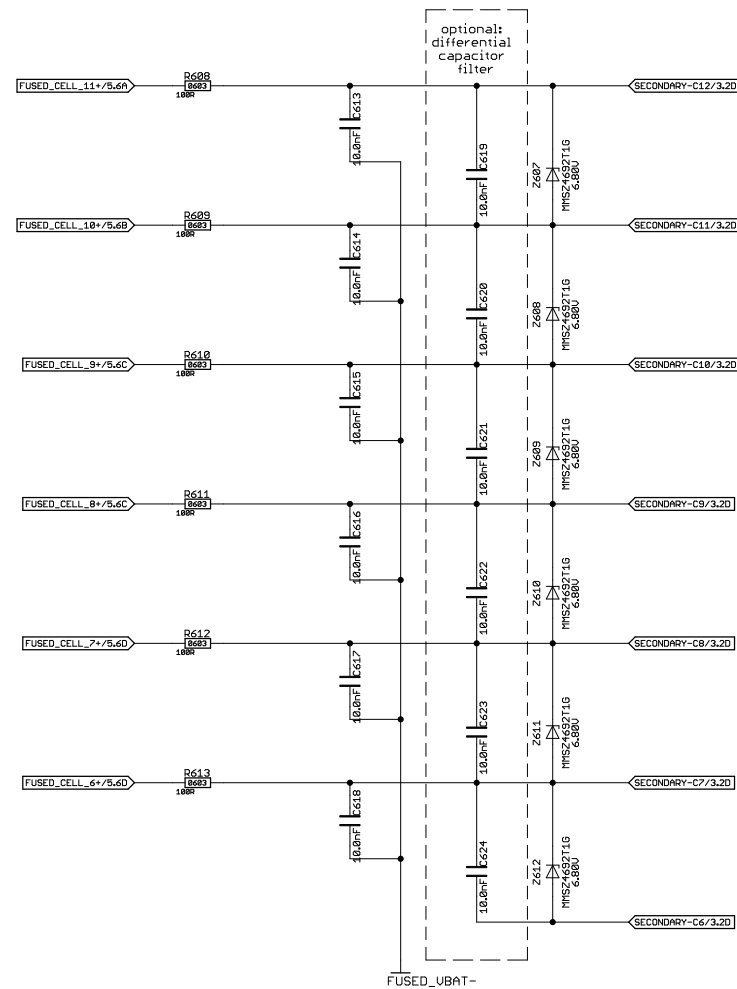 optional:
differential
capacitor
filter
FUSED_CELL_11+/5.6A
R608
0603
100R
C613
10.0nF
C619
10.0nF
Z607
MMSZ4692T1G
6.80V
SECONDARY-C12/3.2D
FUSED_CELL_10+/5.6B
R609
0603
100R
C614
10.0nF
C620
10.0nF
Z608
MMSZ4692T1G
6.80V
SECONDARY-C11/3.2D
FUSED_CELL_9+/5.6C
R610
0603
100R
C615
10.0nF
C621
10.0nF
Z609
MMSZ4692T1G
6.80V
SECONDARY-C10/3.2D
FUSED_CELL_8+/5.6C
R611
0603
100R
C616
10.0nF
C622
10.0nF
Z610
MMSZ4692T1G
6.80V
SECONDARY-C9/3.2D
FUSED_CELL_7+/5.6D
R612
0603
100R
C617
10.0nF
C623
10.0nF
Z611
MMSZ4692T1G
6.80V
SECONDARY-C8/3.2D
FUSED_CELL_6+/5.6D
R613
0603
100R
C618
10.0nF
C624
10.0nF
Z612
MMSZ4692T1G
6.80V
SECONDARY-C7/3.2D
SECONDARY-C6/3.2D
FUSED_VBAT-